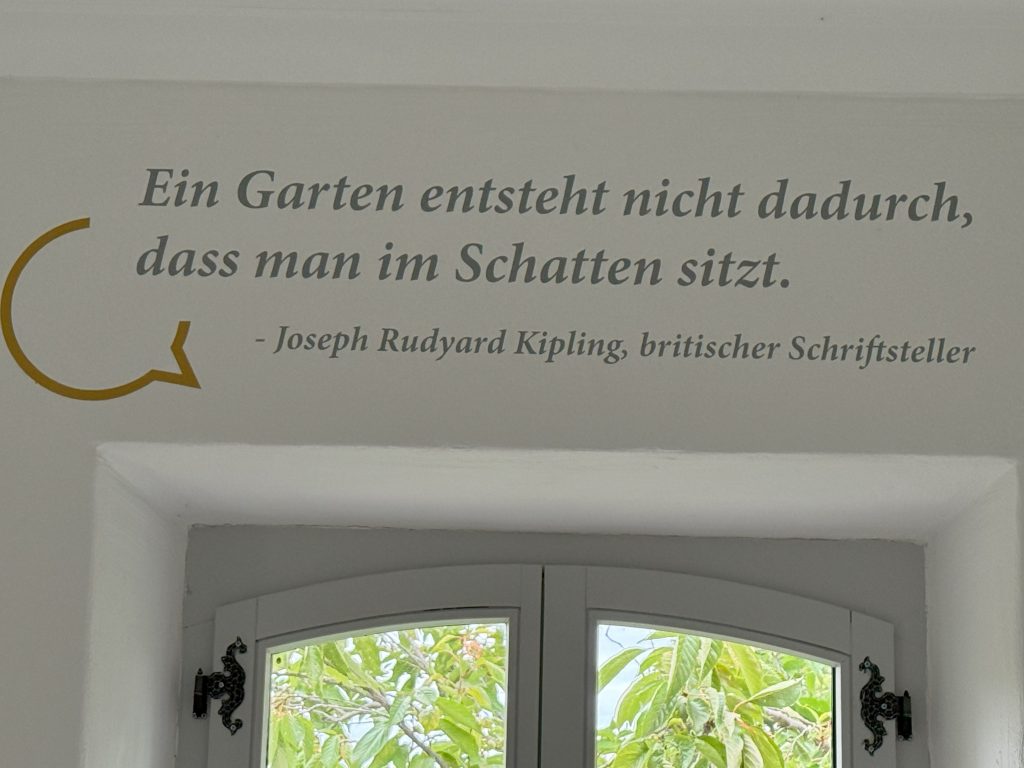 Ein Garten entsteht nicht dadurch,
dass man im Schatten sitzt.
- Joseph Rudyard Kipling, britischer Schriftsteller